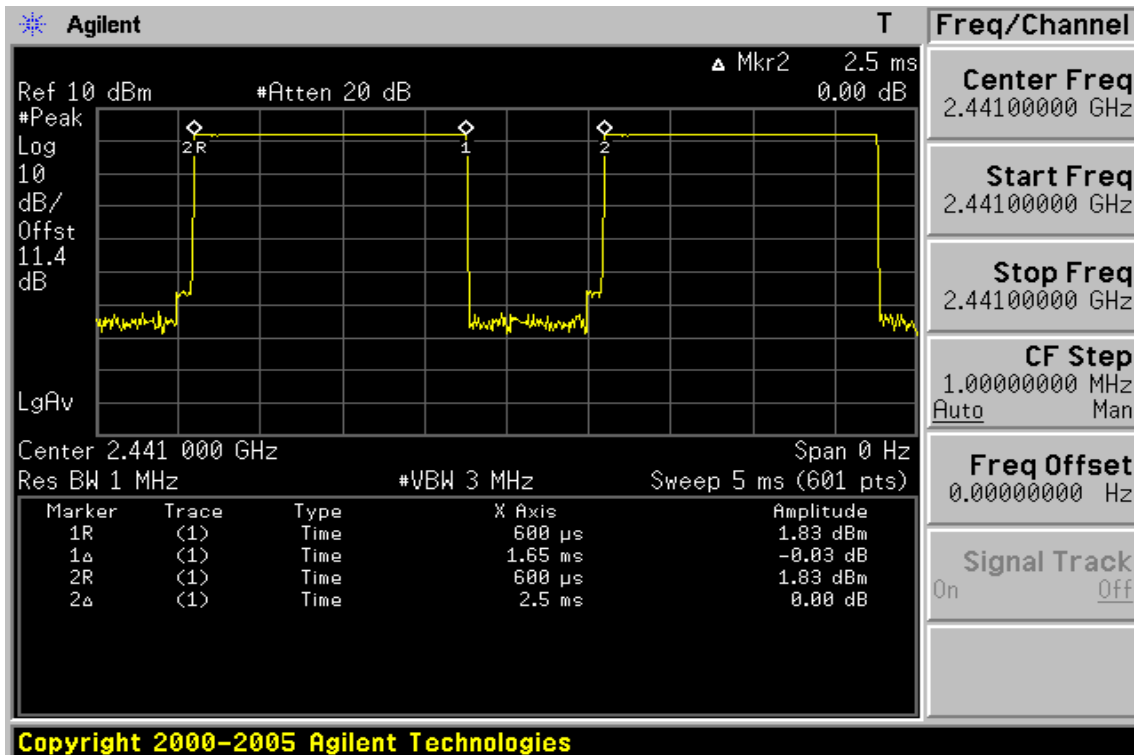 Agilent T Freq/Channel
Δ Mkr2 2.5 ms
Ref 10 dBm #Atten 20 dB 0.00 dB
#Peak
Log
10
dB/
Offst
11.4
dB
LgAv
2R 1 2
Center 2.441 000 GHz Span 0 Hz
Res BW 1 MHz #VBW 3 MHz Sweep 5 ms (601 pts)
Marker Trace Type X Axis Amplitude
1R (1) Time 600 µs 1.83 dBm
1Δ (1) Time 1.65 ms -0.03 dB
2R (1) Time 600 µs 1.83 dBm
2Δ (1) Time 2.5 ms 0.00 dB
Center Freq
2.44100000 GHz
Start Freq
2.44100000 GHz
Stop Freq
2.44100000 GHz
CF Step
1.00000000 MHz
Auto Man
Freq Offset
0.00000000 Hz
Signal Track
On Off
Copyright 2000-2005 Agilent Technologies